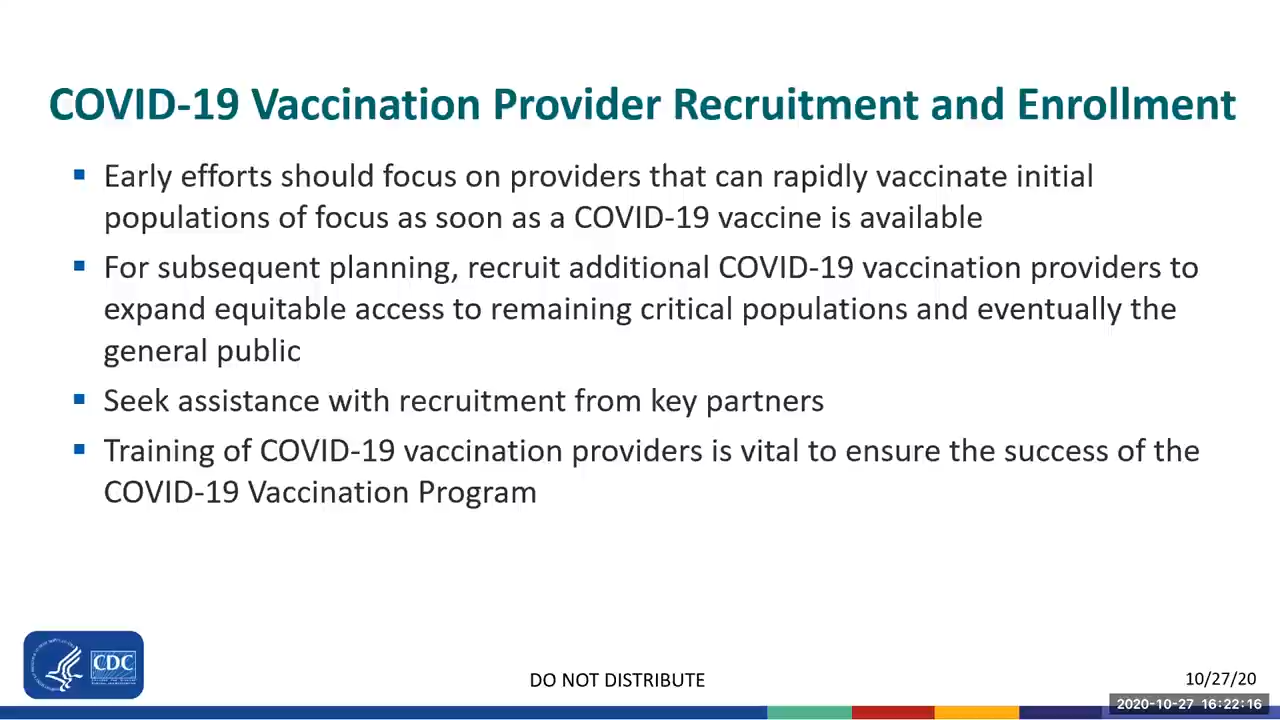 COVID-19 Vaccination Provider Recruitment and Enrollment
▪ Early efforts should focus on providers that can rapidly vaccinate initial
populations of focus as soon as a COVID-19 vaccine is available
▪ For subsequent planning, recruit additional COVID-19 vaccination providers to
expand equitable access to remaining critical populations and eventually the
general public
▪ Seek assistance with recruitment from key partners
▪ Training of COVID-19 vaccination providers is vital to ensure the success of the
COVID-19 Vaccination Program
CDC
DO NOT DISTRIBUTE
10/27/20
2020-10-27 16:22:16